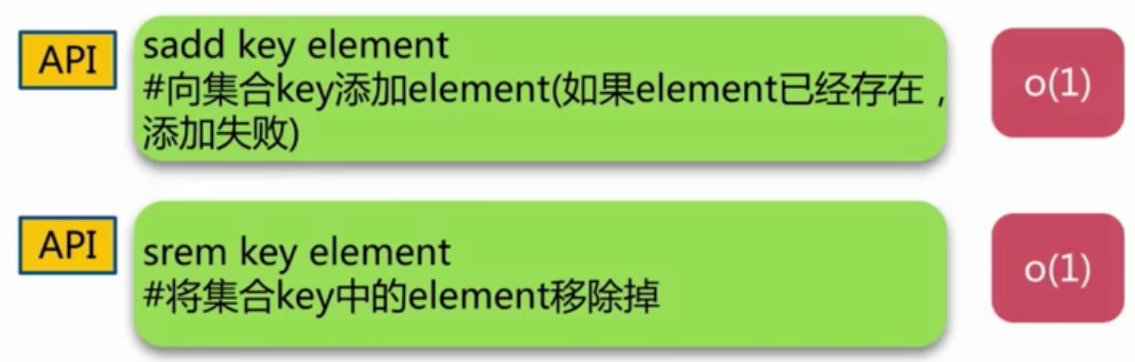 API
sadd key element
#向集合key添加element(如果element已经存在，
添加失败)
o(1)
API
srem key element
#将集合key中的element移除掉
o(1)